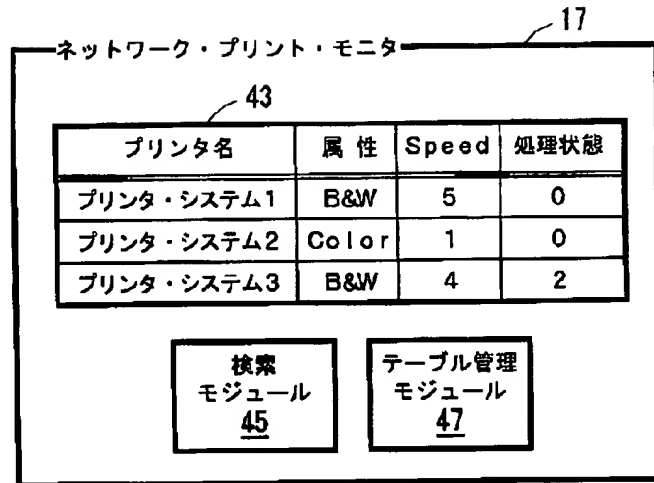 17
ネットワーク・プリント・モニタ
43
プリンタ名 属性 Speed 処理状態
プリンタ・システム1 B&W 5 0
プリンタ・システム2 Color 1 0
プリンタ・システム3 B&W 4 2
検索 テーブル管理
モジュール モジュール
45 47